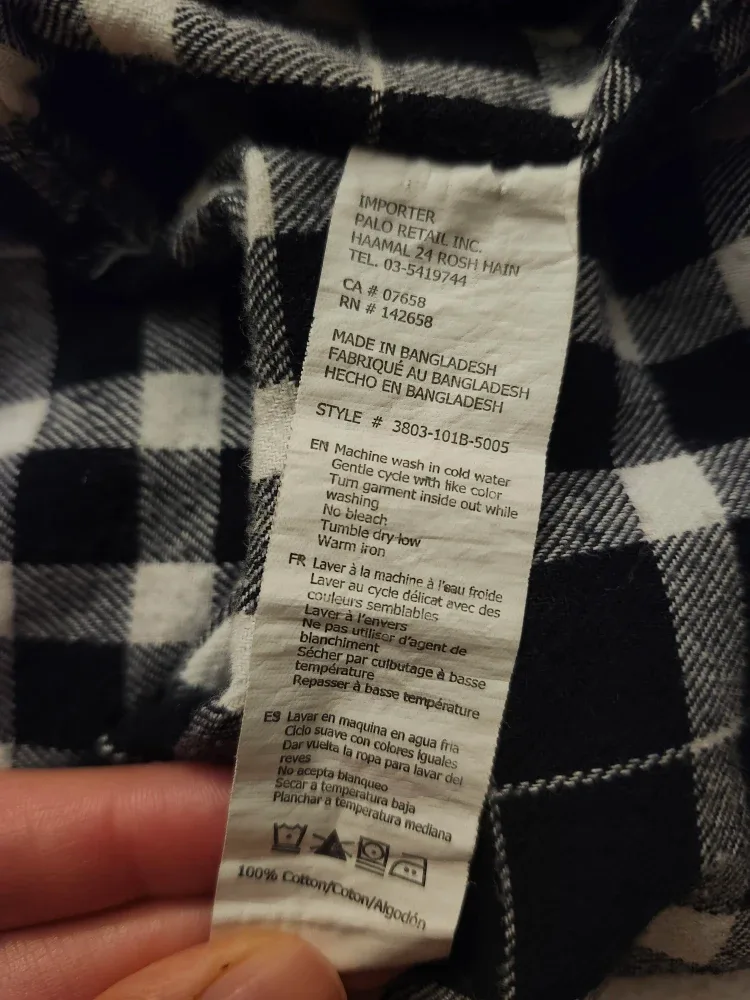 IMPORTER
PALO RETAIL INC.
HAAMAL 24 ROSH HAIN
TEL. 03-5419744
CA # 07658
RN # 142658
MADE IN BANGLADESH
FABRIQUÉ AU BANGLADESH
HECHO EN BANGLADESH
STYLE # 3803-101B-5005
EN Machine wash in cold water
Gentle cycle with like color
Turn garment inside out while
washing
No bleach
Tumble dry low
Warm iron
FR Laver à la machine à l'eau froide
Laver au cycle délicat avec des
couleurs semblables
Laver à l'envers
Ne pas utiliser d'agent de
blanchiment
Sécher par culbutage à basse
température
Repasser à basse température
ES Lavar en maquina en agua fria
Ciclo suave con colores Iguales
Dar vuelta la ropa para lavar del
reves
No acepta blanqueo
Secar a temperatura baja
Planchar a temperatura mediana
100% Cotton/Coton/Algodón